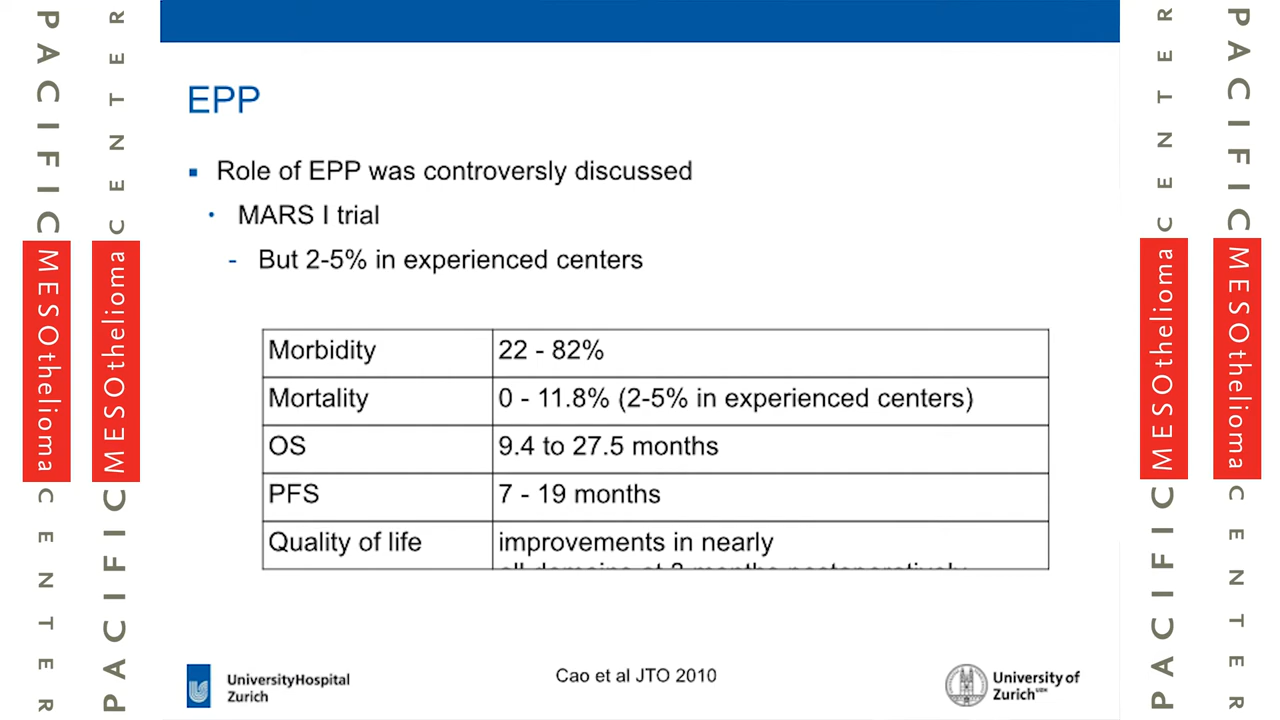 PACIFIC MESOthelioma CENTER
PACIFIC MESOthelioma CENTER
EPP
▪ Role of EPP was controversly discussed
• MARS I trial
- But 2-5% in experienced centers
Morbidity 22 - 82%
Mortality 0 - 11.8% (2-5% in experienced centers)
OS 9.4 to 27.5 months
PFS 7 - 19 months
Quality of life improvements in nearly
UniversityHospital
Zurich
Cao et al JTO 2010
University of
Zurich UZH
PACIFIC MESOthelioma CENTER
PACIFIC MESOthelioma CENTER